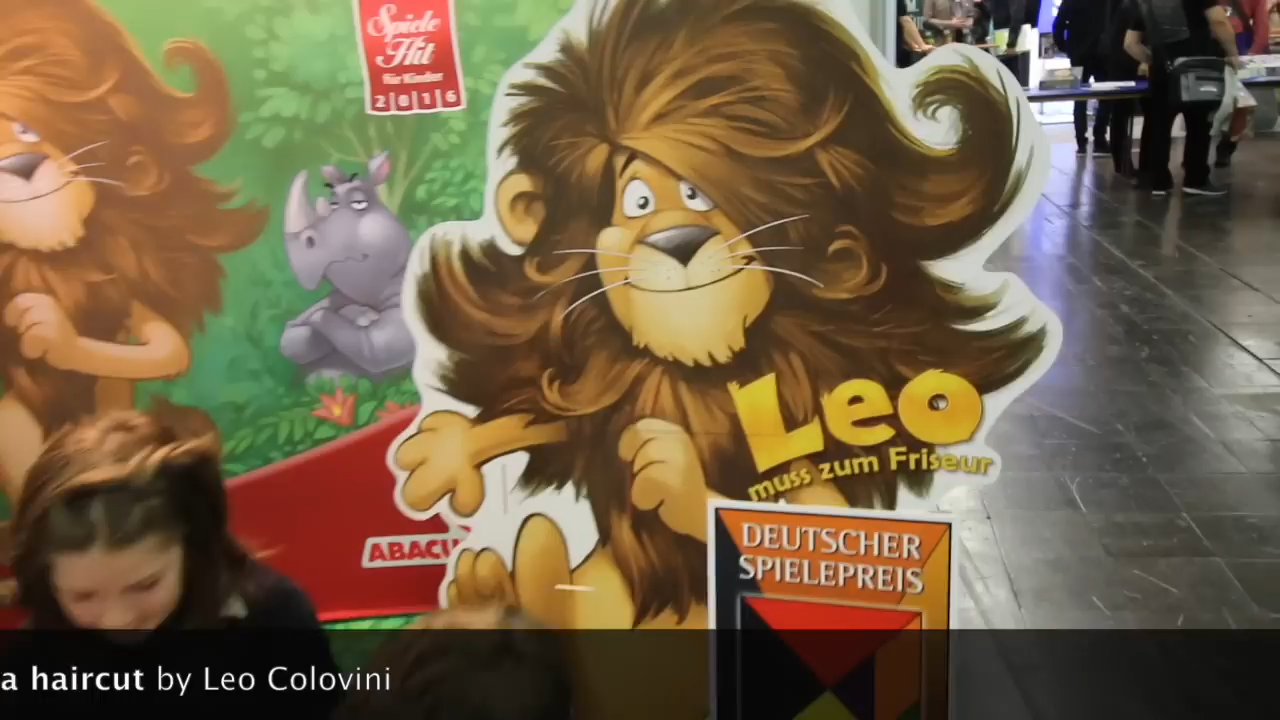 Spiele
Hit
für Kinder
2016
Leo
muss zum Friseur
DEUTSCHER
SPIELEPREIS
ABACU
a haircut by Leo Colovini